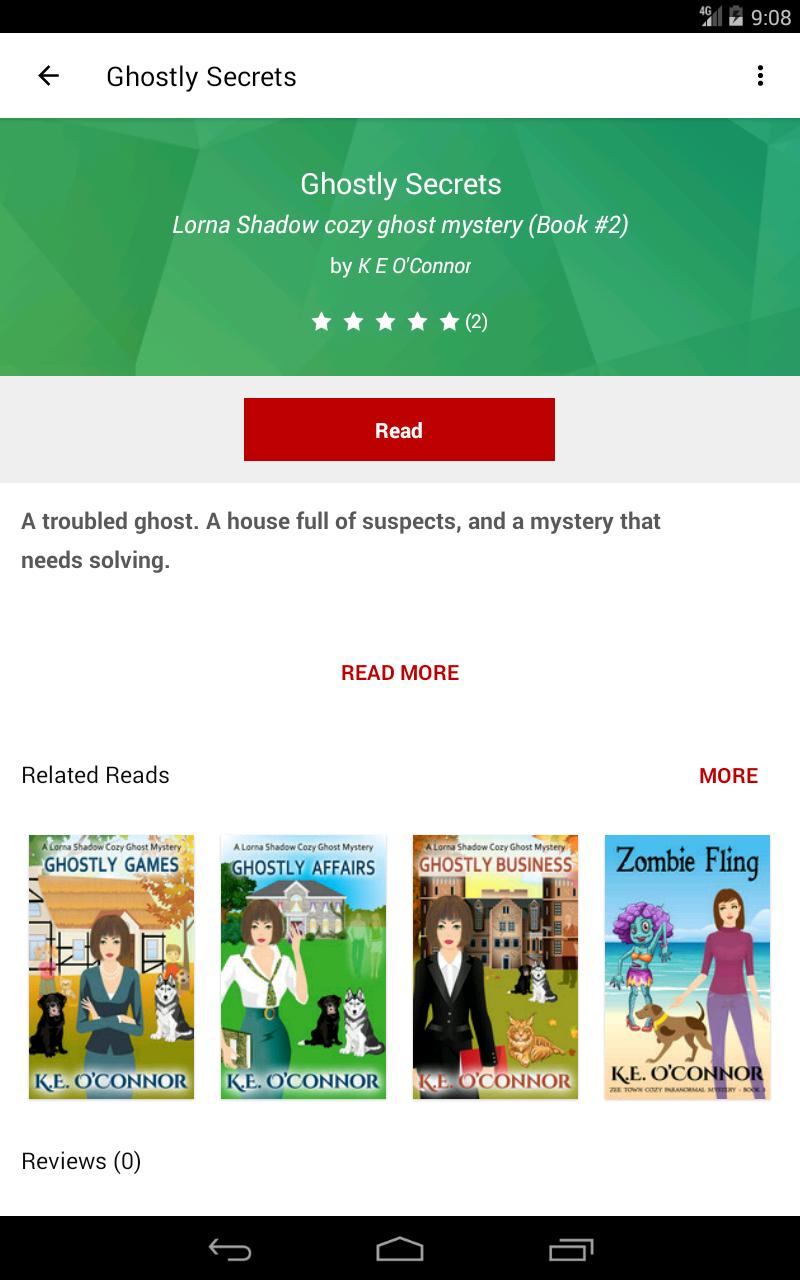 4G 9:08
Ghostly Secrets
Ghostly Secrets
Lorna Shadow cozy ghost mystery (Book #2)
by K E O'Connor
(2)
Read
A troubled ghost. A house full of suspects, and a mystery that
needs solving.
READ MORE
Related Reads
MORE
A Lorna Shadow Cozy Ghost Mystery
GHOSTLY GAMES
K.E. O'CONNOR
A Lorna Shadow Cozy Ghost Mystery
GHOSTLY AFFAIRS
K.E. O'CONNOR
A Lorna Shadow Cozy Ghost Mystery
GHOSTLY BUSINESS
K.E. O'CONNOR
Zombie Fling
K.E. O'CONNOR
ZEE TOWN COZY PARANORMAL MYSTERY - BOOK
Reviews (0)